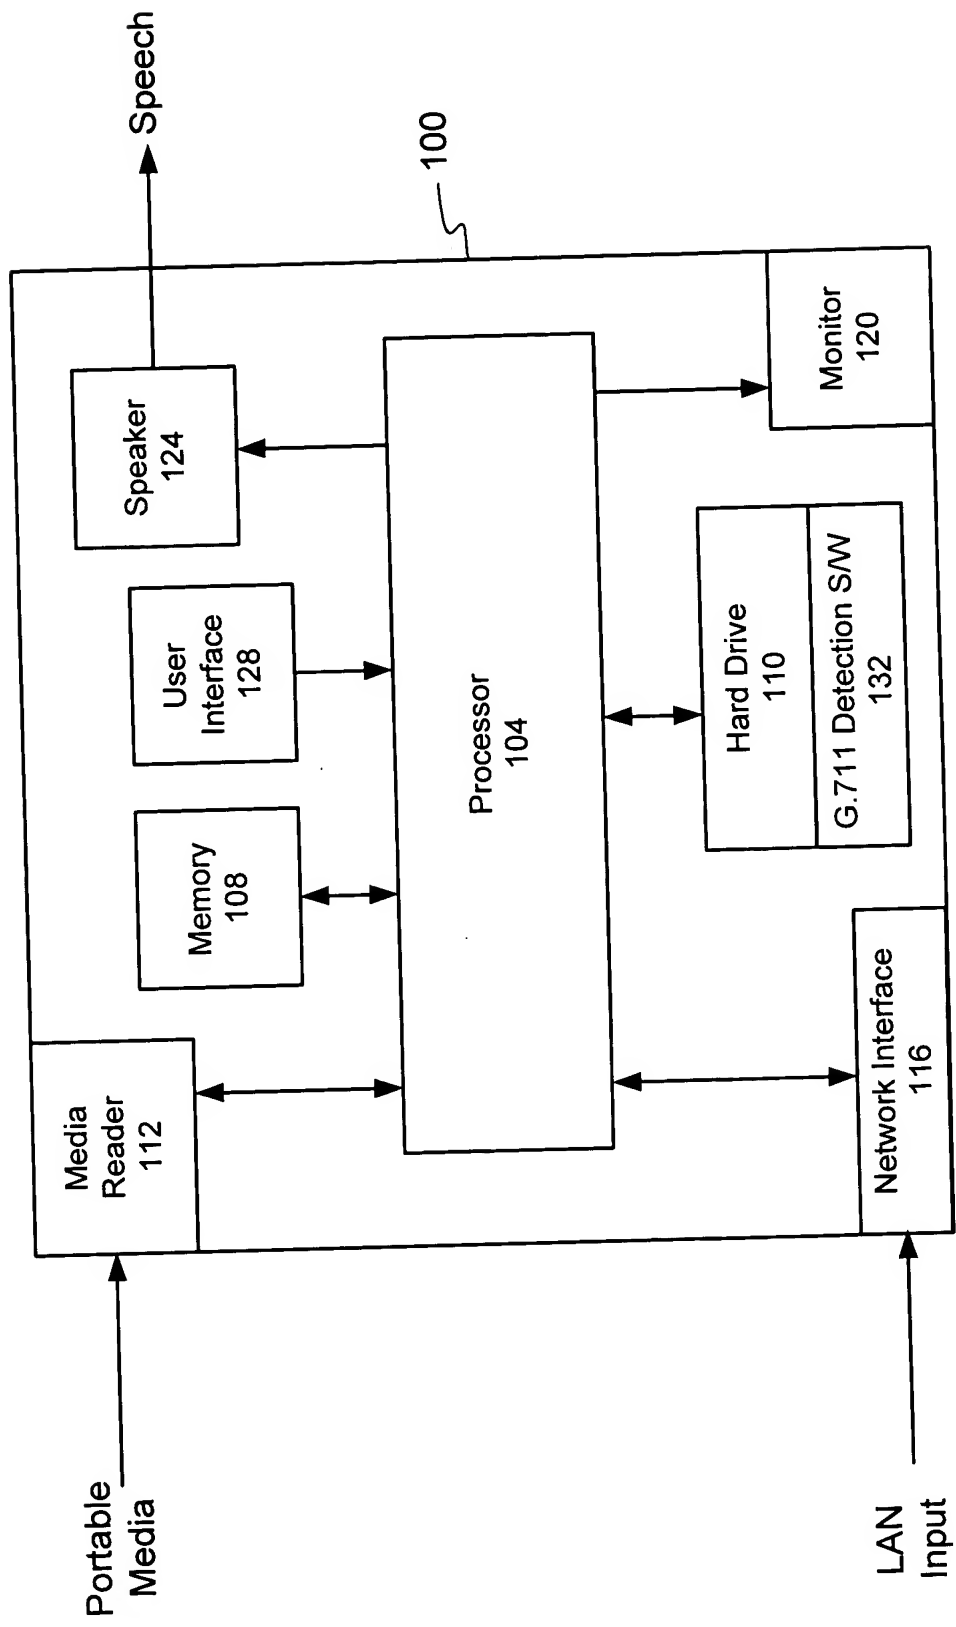 Portable
Media
Media
Reader
112
Memory
108
User
Interface
128
Speaker
124
Speech
Processor
104
100
LAN
Input
Network Interface
116
Hard Drive
110
G.711 Detection S/W
132
Monitor
120